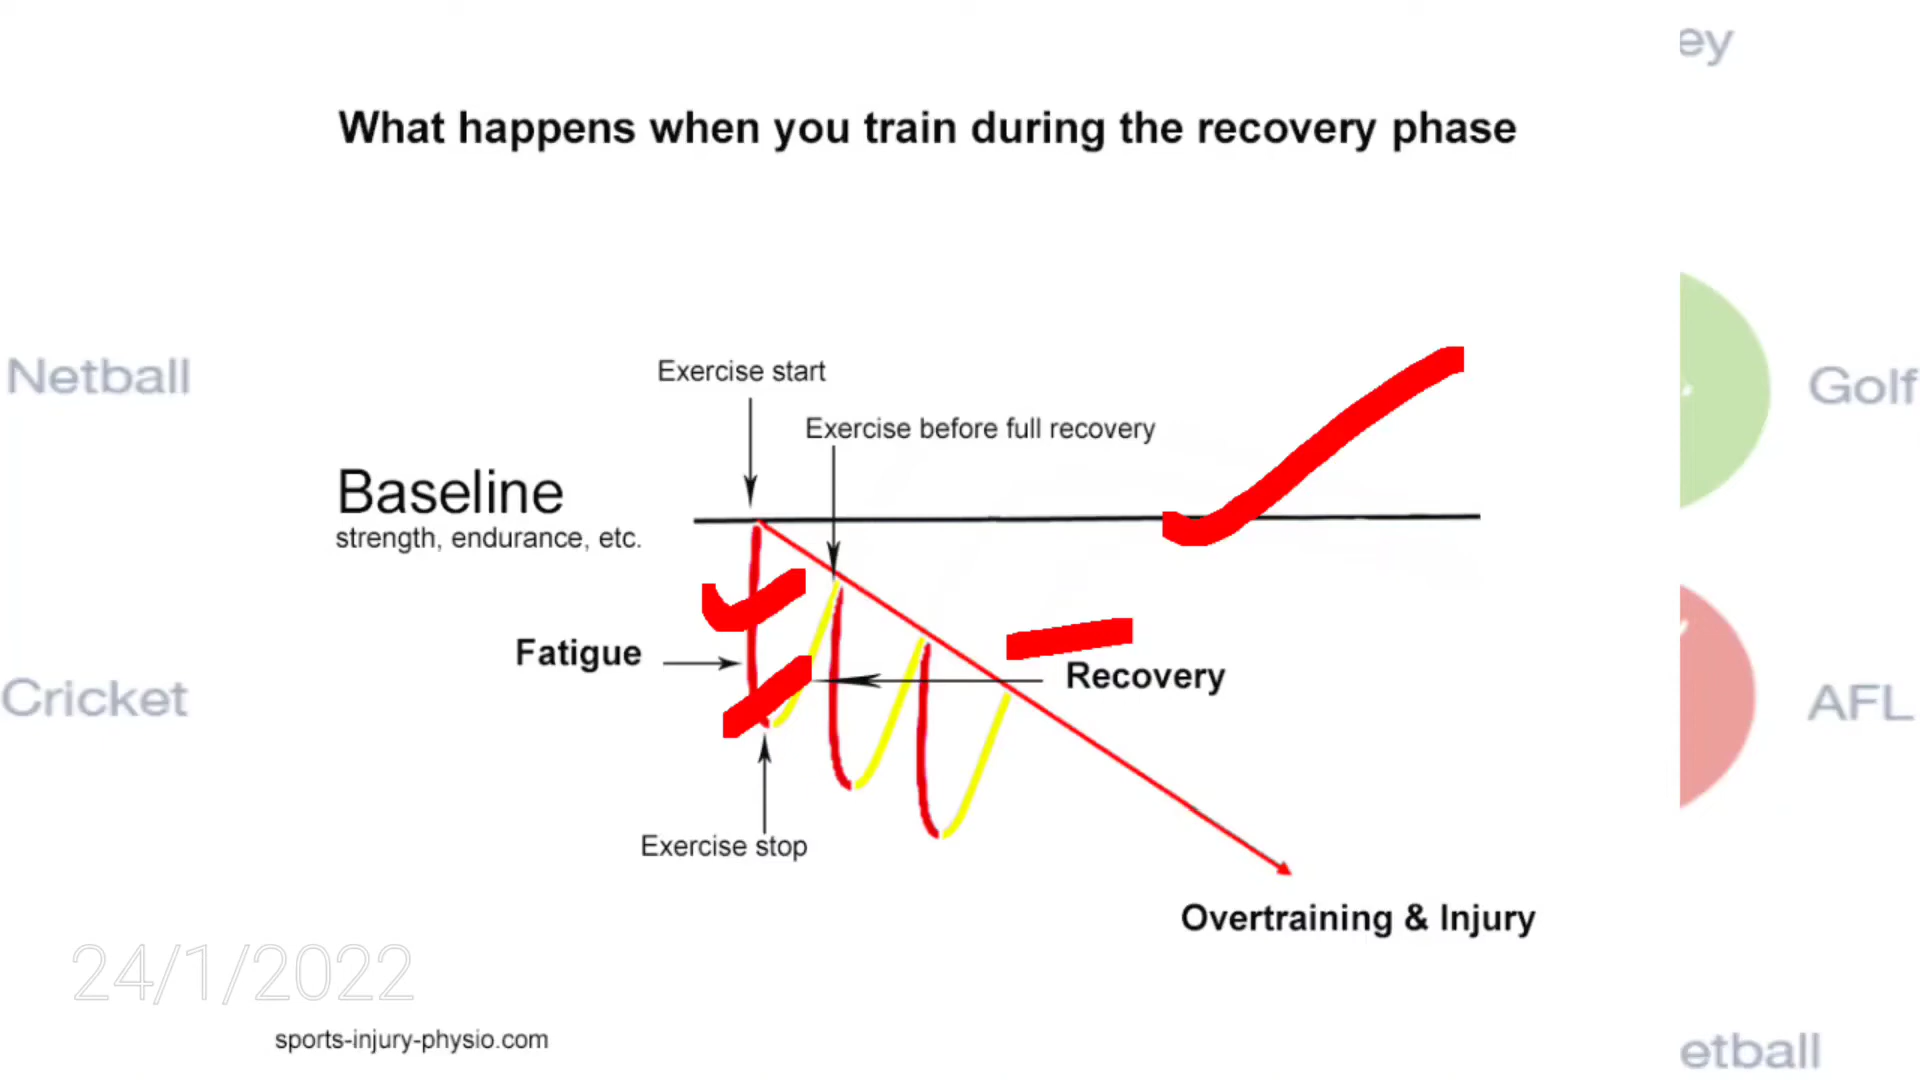 ey
What happens when you train during the recovery phase
Exercise start
Netball
Golf
Exercise before full recovery
Baseline
strength, endurance, etc.
Fatigue
Recovery
Cricket
AFL
Exercise stop
Overtraining & Injury
24/1/2022
sports-injury-physio.com
etball